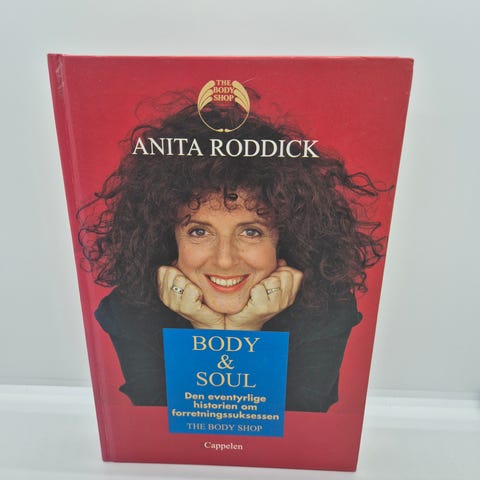 THE
BODY
SHOP
ANITA RODDICK
BODY
&
SOUL
Den eventyrlige
historien om
forretningssuksessen
THE BODY SHOP
Cappelen